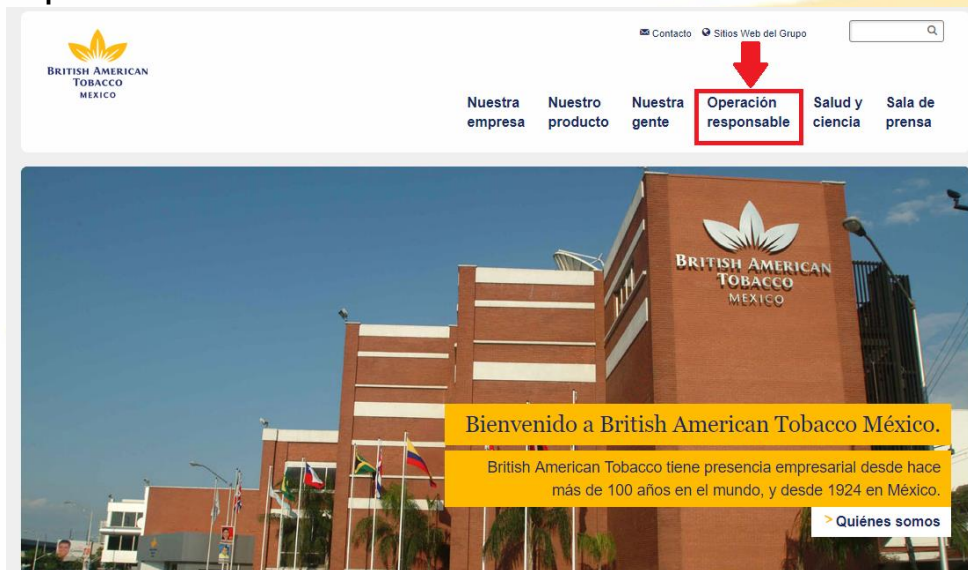 Contacto Sitios Web del Grupo
BRITISH AMERICAN
TOBACCO
MEXICO
Nuestra Nuestro Nuestra Operación Salud y Sala de
empresa producto gente responsable ciencia prensa
BRITISH AMERICAN
TOBACCO
MEXICO
Bienvenido a British American Tobacco México.
British American Tobacco tiene presencia empresarial desde hace
más de 100 años en el mundo, y desde 1924 en México.
> Quiénes somos